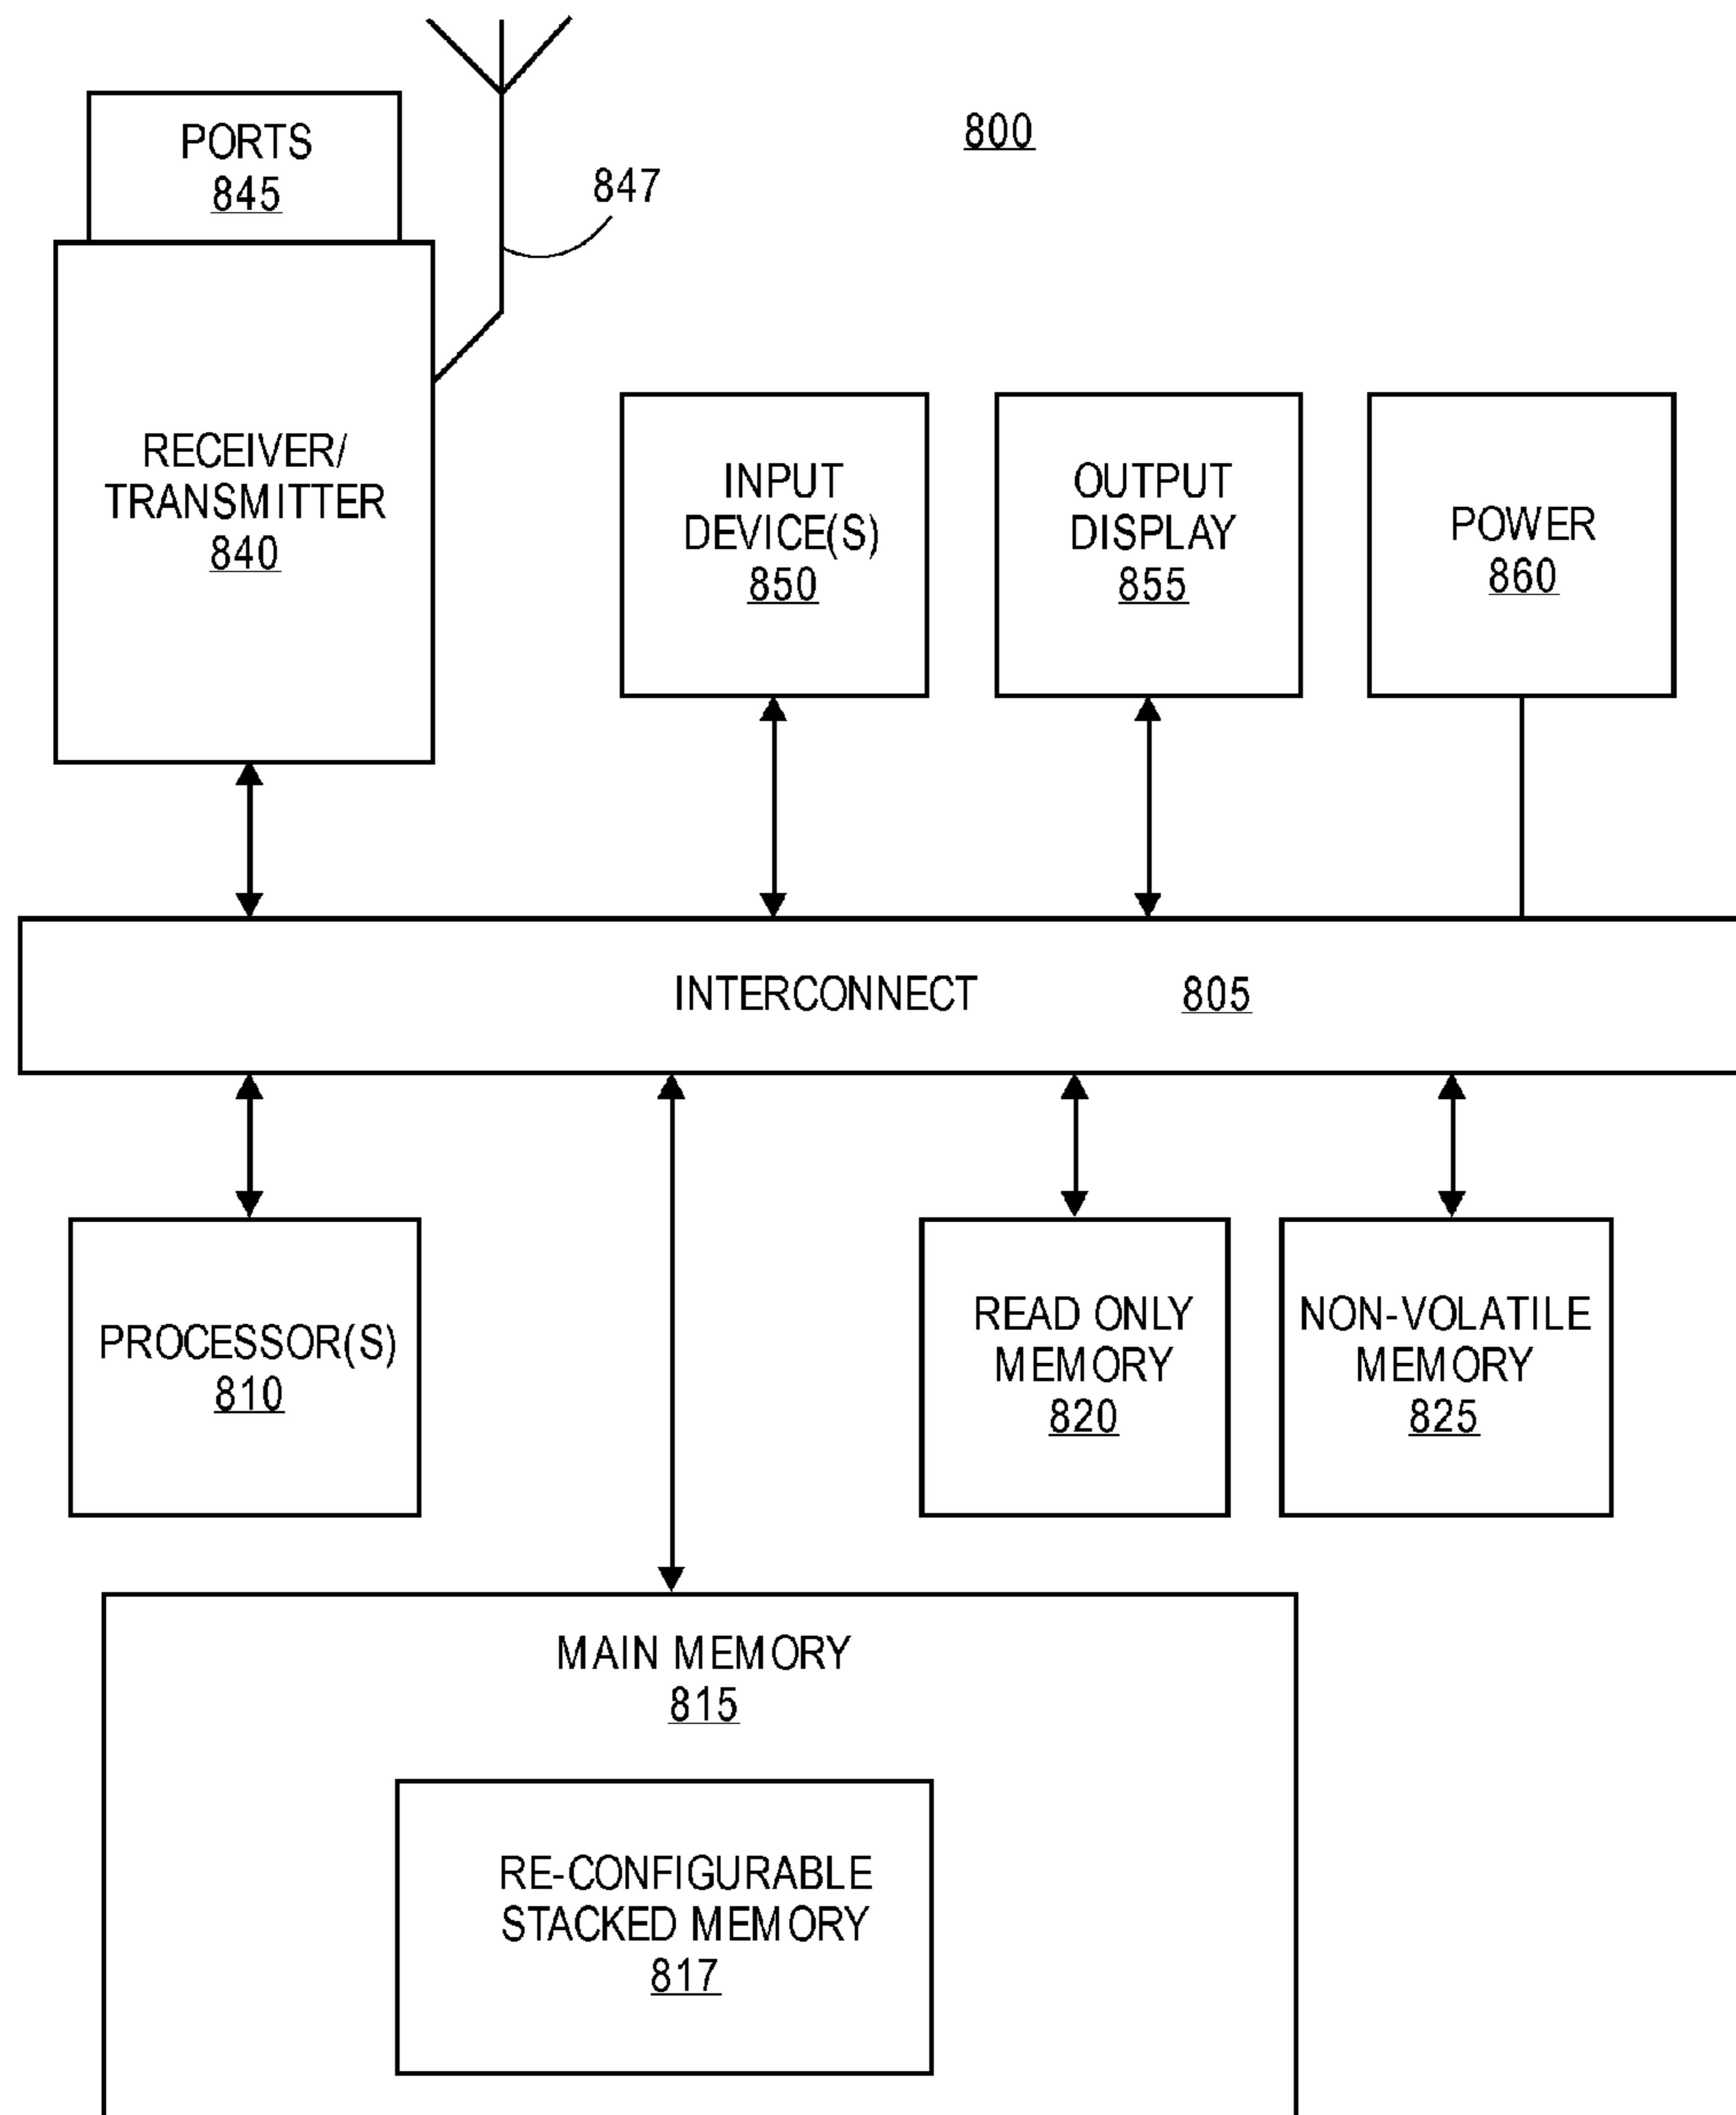 800
PORTS
845
847
RECEIVER/
TRANSMITTER
840
INPUT
DEVICE(S)
850
OUTPUT
DISPLAY
855
POWER
860
INTERCONNECT 805
PROCESSOR(S)
810
READ ONLY
MEMORY
820
NON-VOLATILE
MEMORY
825
MAIN MEMORY
815
RE-CONFIGURABLE
STACKED MEMORY
817